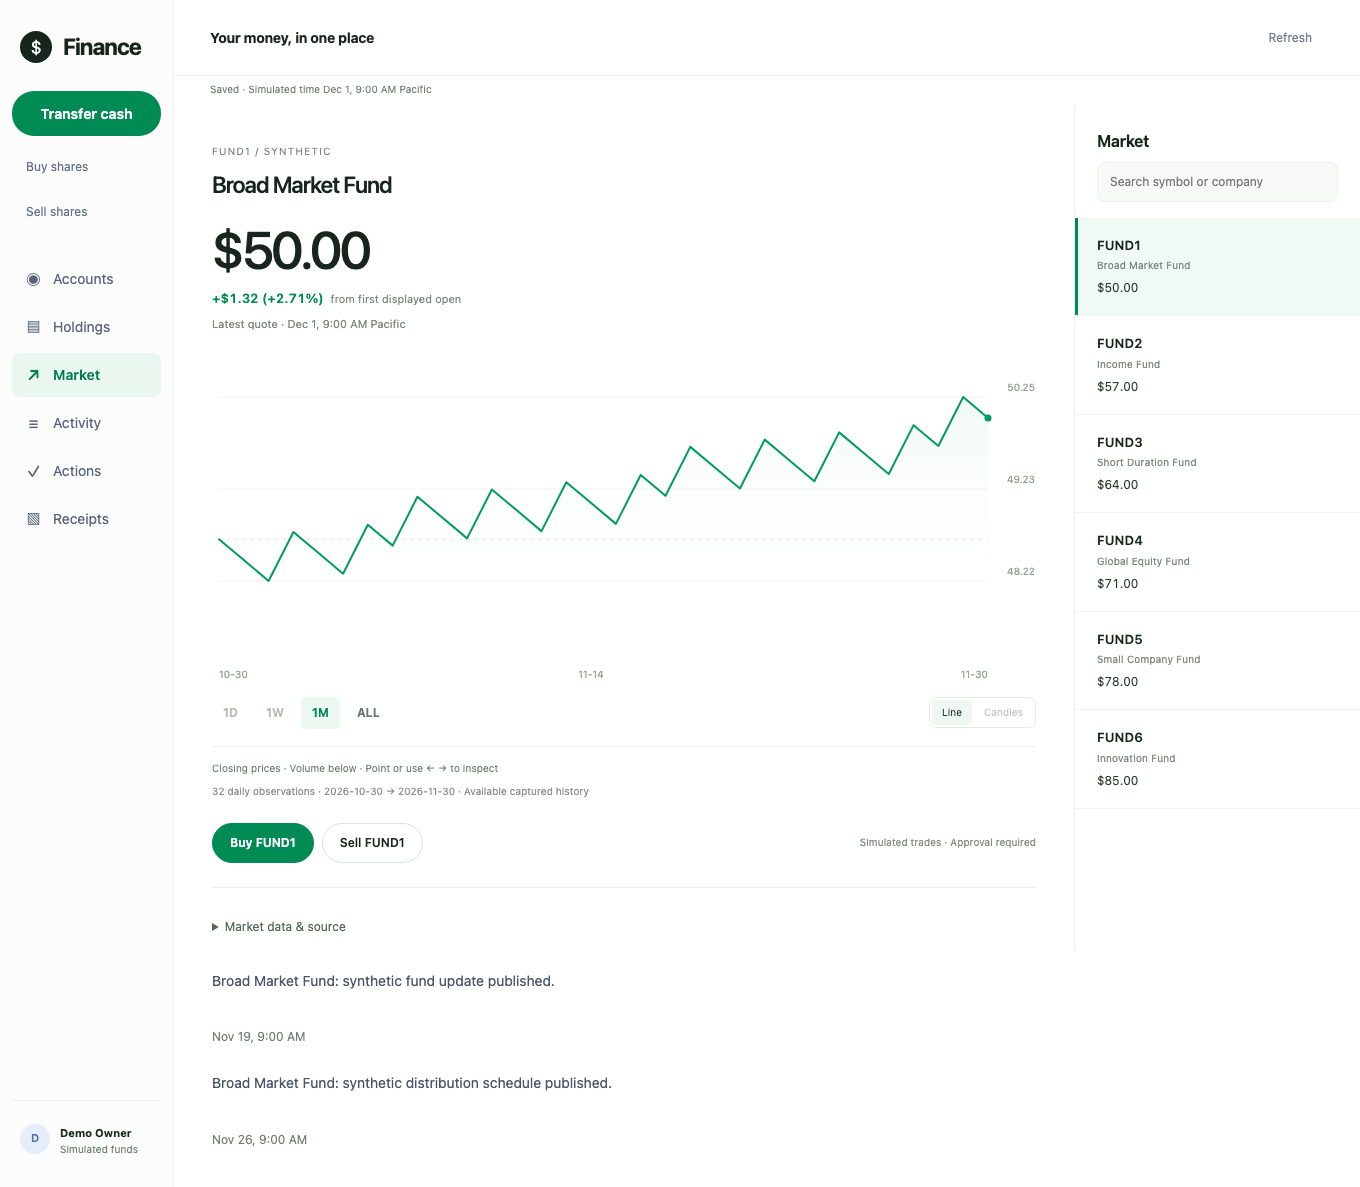 $ Finance
Transfer cash
Buy shares
Sell shares
Accounts
Holdings
Market
Activity
Actions
Receipts
D
Demo Owner
Simulated funds
Your money, in one place
Refresh
Saved · Simulated time Dec 1, 9:00 AM Pacific
FUND1 / SYNTHETIC
Broad Market Fund
$50.00
+$1.32 (+2.71%) from first displayed open
Latest quote · Dec 1, 9:00 AM Pacific
50.25
49.23
48.22
10-30 11-14 11-30
1D 1W 1M ALL
Line Candles
Closing prices · Volume below · Point or use ← → to inspect
32 daily observations · 2026-10-30 → 2026-11-30 · Available captured history
Buy FUND1 Sell FUND1
Simulated trades · Approval required
Market data & source
Broad Market Fund: synthetic fund update published.
Nov 19, 9:00 AM
Broad Market Fund: synthetic distribution schedule published.
Nov 26, 9:00 AM
Market
Search symbol or company
FUND1
Broad Market Fund
$50.00
FUND2
Income Fund
$57.00
FUND3
Short Duration Fund
$64.00
FUND4
Global Equity Fund
$71.00
FUND5
Small Company Fund
$78.00
FUND6
Innovation Fund
$85.00